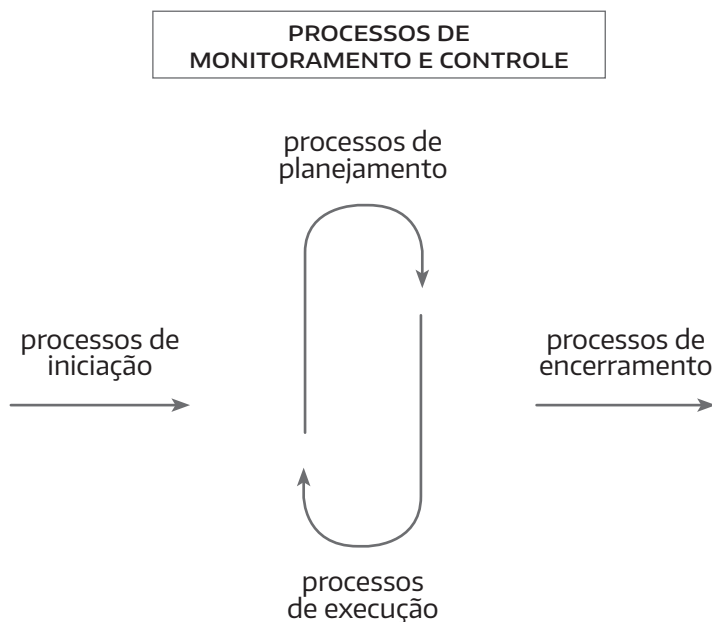 PROCESSOS DE
MONITORAMENTO E CONTROLE
processos de
planejamento
processos de
iniciação
processos de
encerramento
processos
de execução